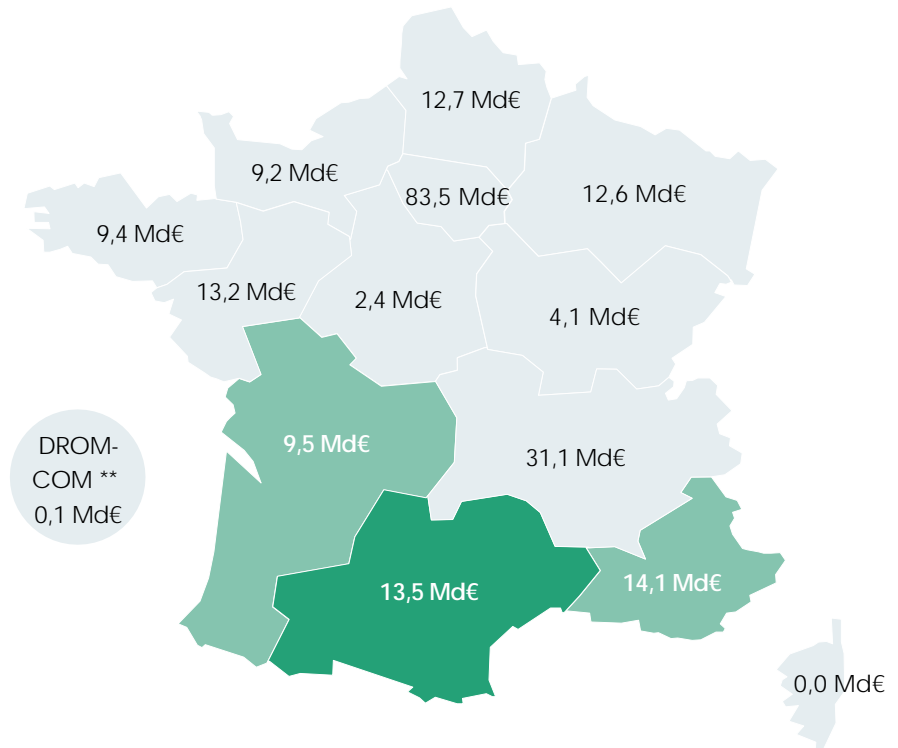 12,7 Md€
9,2 Md€
83,5 Md€
12,6 Md€
9,4 Md€
13,2 Md€
2,4 Md€
4,1 Md€
9,5 Md€
31,1 Md€
DROM-
COM **
0,1 Md€
13,5 Md€
14,1 Md€
0,0 Md€